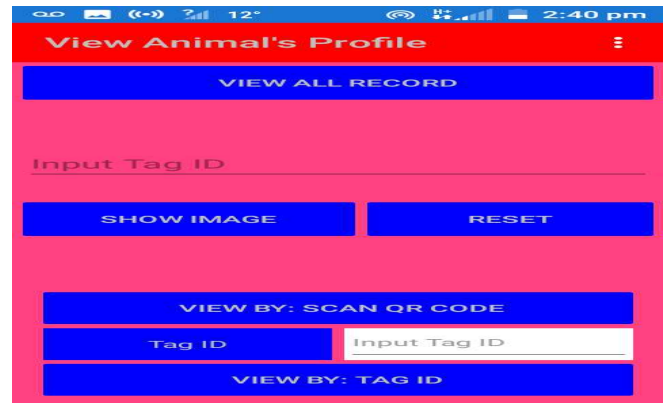 12° 2:40 pm
View Animal's Profile
VIEW ALL RECORD
Input Tag ID
SHOW IMAGE RESET
VIEW BY: SCAN QR CODE
Tag ID Input Tag ID
VIEW BY: TAG ID